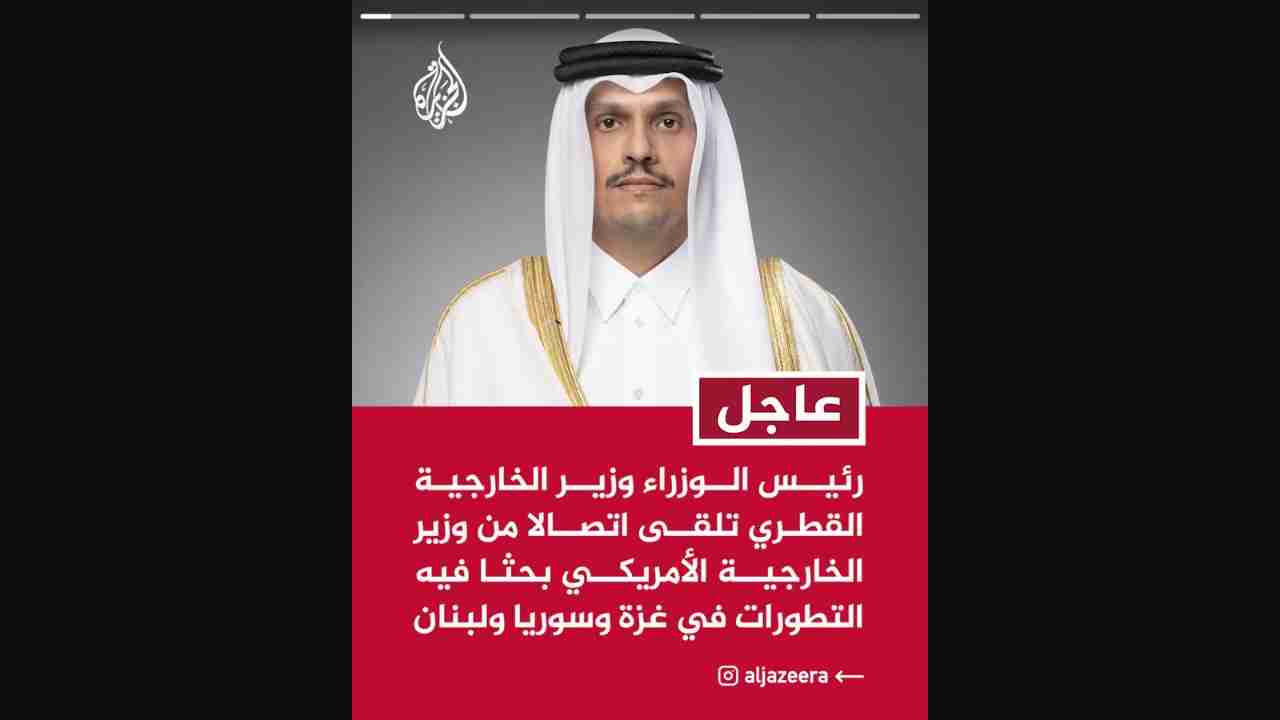 الجزيرة
عاجل
رئيس الوزراء وزير الخارجية
القطري تلقى اتصالا من وزير
الخارجية الأمريكي بحثا فيه
التطورات في غزة وسوريا ولبنان
aljazeera